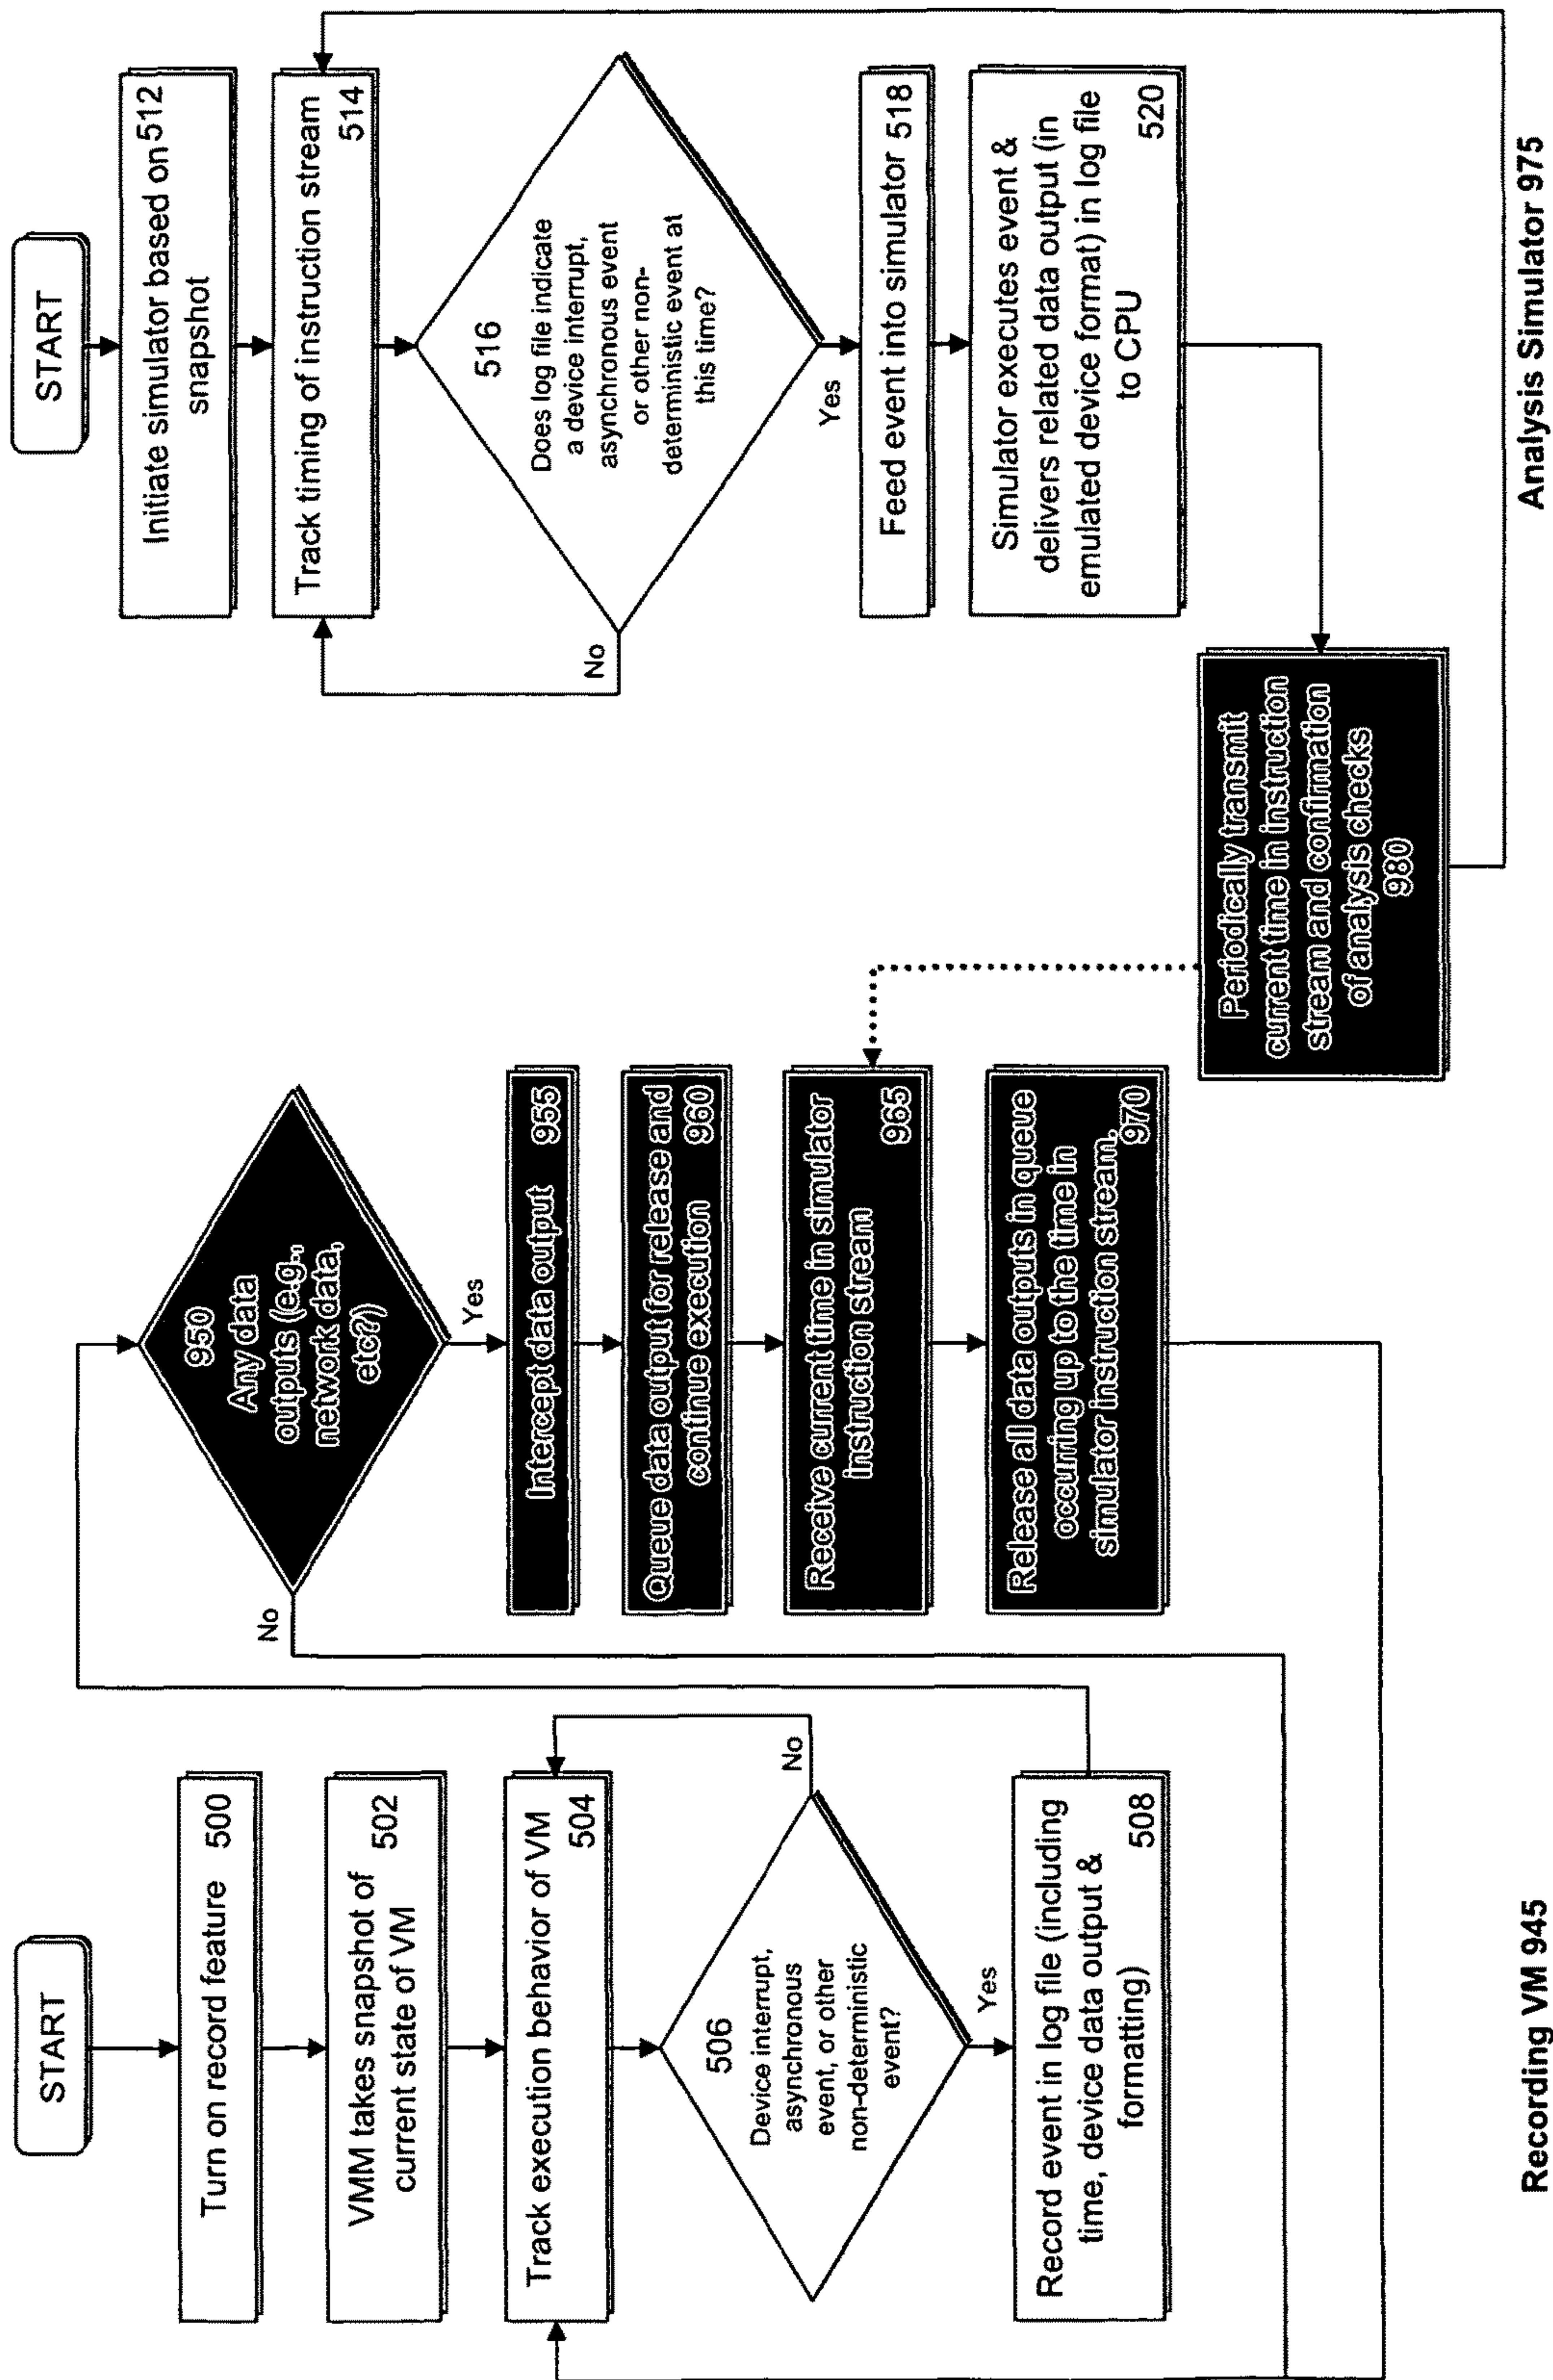 START
Turn on record feature 500
VMM takes snapshot of
current state of VM 502
Track execution behavior of VM
504
506
Device interrupt,
asynchronous
event, or other
non-deterministic
event?
No
Yes
Record event in log file (including
time, device data output &
formatting) 508
Recording VM 945
950
Any data
outputs (e.g.,
network data,
etc?)
No
Yes
Intercept data output 955
Queue data output for release and
continue execution 960
Receive current time in simulator
instruction stream 965
Release all data outputs in queue
occurring up to the time in
simulator instruction stream.
970
START
Initiate simulator based on 512
snapshot
Track timing of instruction stream
514
516
Does log file indicate
a device interrupt,
asynchronous event
or other non-
deterministic event at
this time?
No
Yes
Feed event into simulator 518
Simulator executes event &
delivers related data output (in
emulated device format) in log file
to CPU 520
Periodically transmit
current time in instruction
stream and confirmation
of analysis checks
980
Analysis Simulator 975